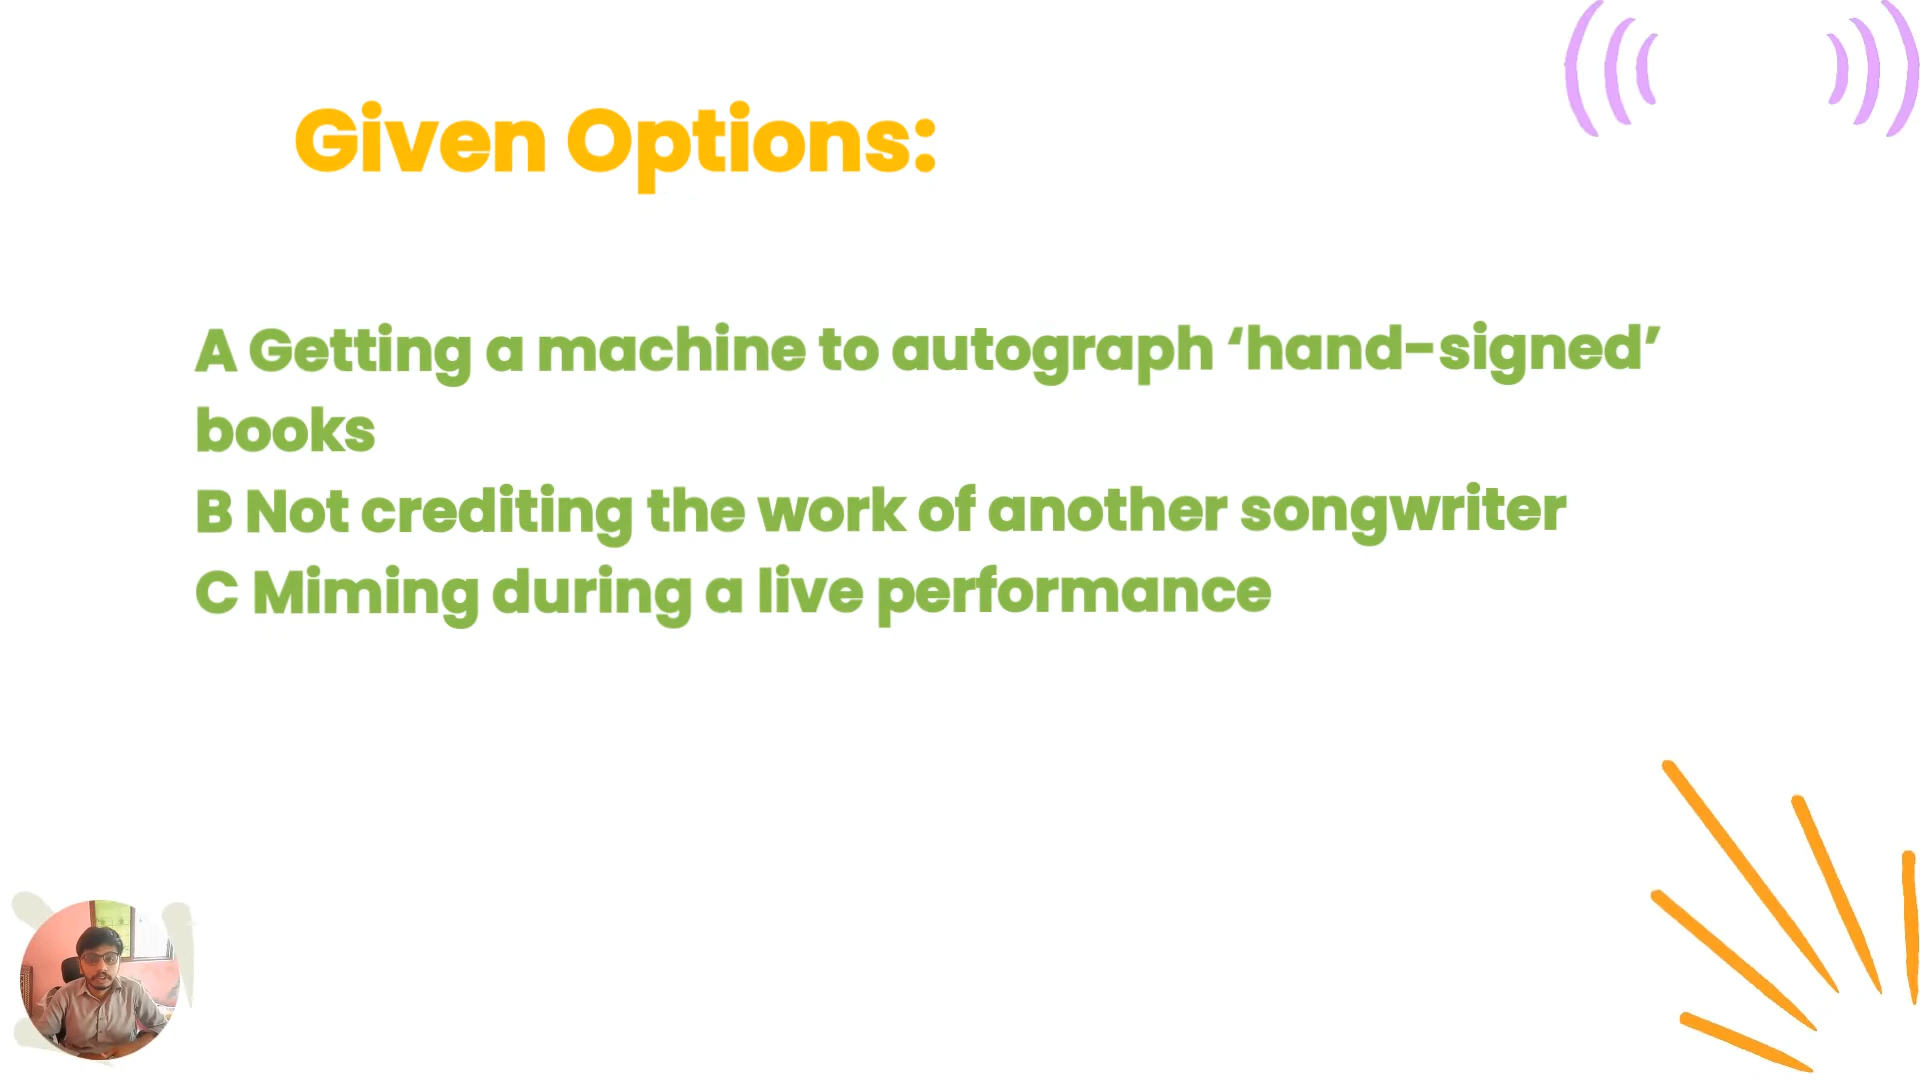 Given Options:
A Getting a machine to autograph ‘hand-signed’
books
B Not crediting the work of another songwriter
C Miming during a live performance